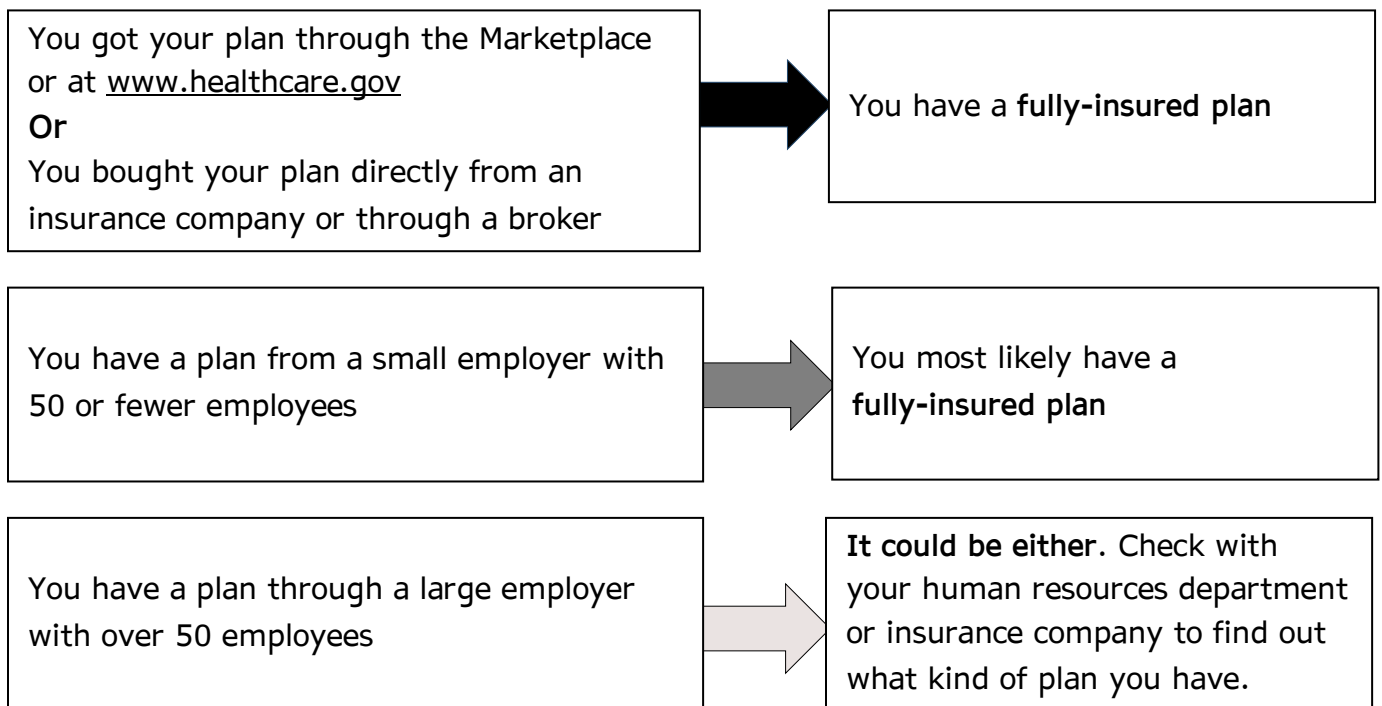 You got your plan through the Marketplace
or at www.healthcare.gov
Or
You bought your plan directly from an
insurance company or through a broker
You have a fully-insured plan
You have a plan from a small employer with
50 or fewer employees
You most likely have a
fully-insured plan
You have a plan through a large employer
with over 50 employees
It could be either. Check with
your human resources department
or insurance company to find out
what kind of plan you have.